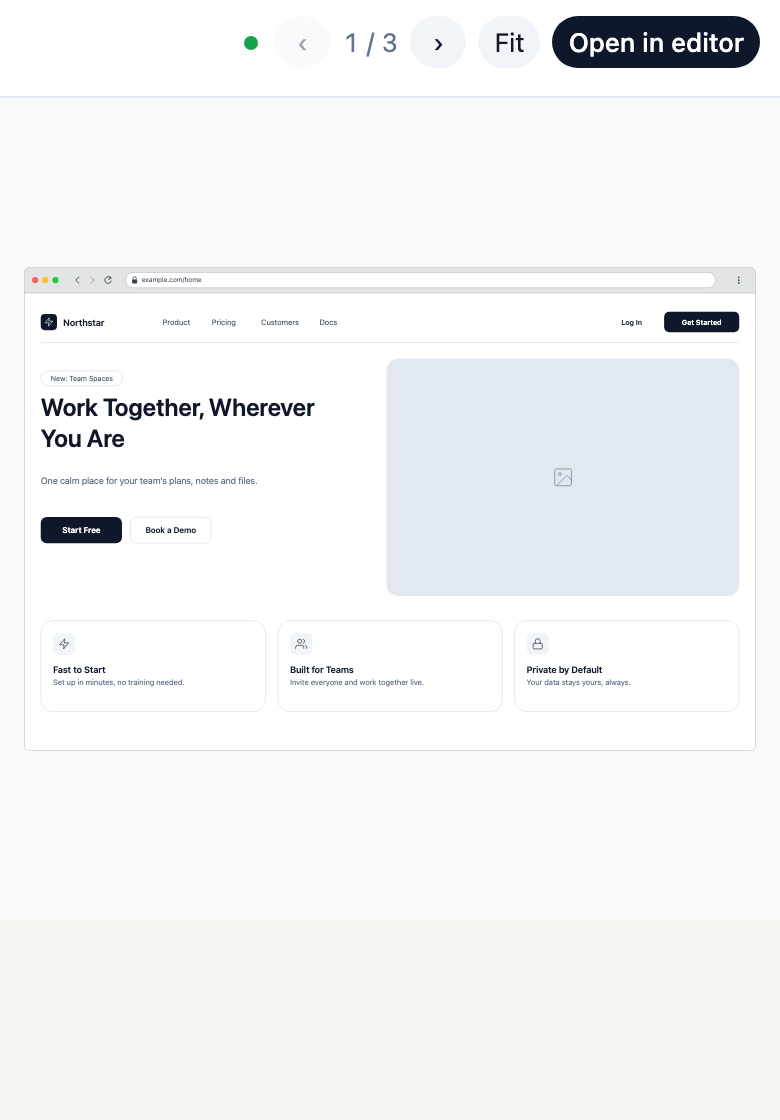 ‹ 1 / 3 › Fit Open in editor
example.com/home
Northstar Product Pricing Customers Docs Log In Get Started
New: Team Spaces
Work Together, Wherever
You Are
One calm place for your team's plans, notes and files.
Start Free Book a Demo
Fast to Start
Set up in minutes, no training needed.
Built for Teams
Invite everyone and work together live.
Private by Default
Your data stays yours, always.